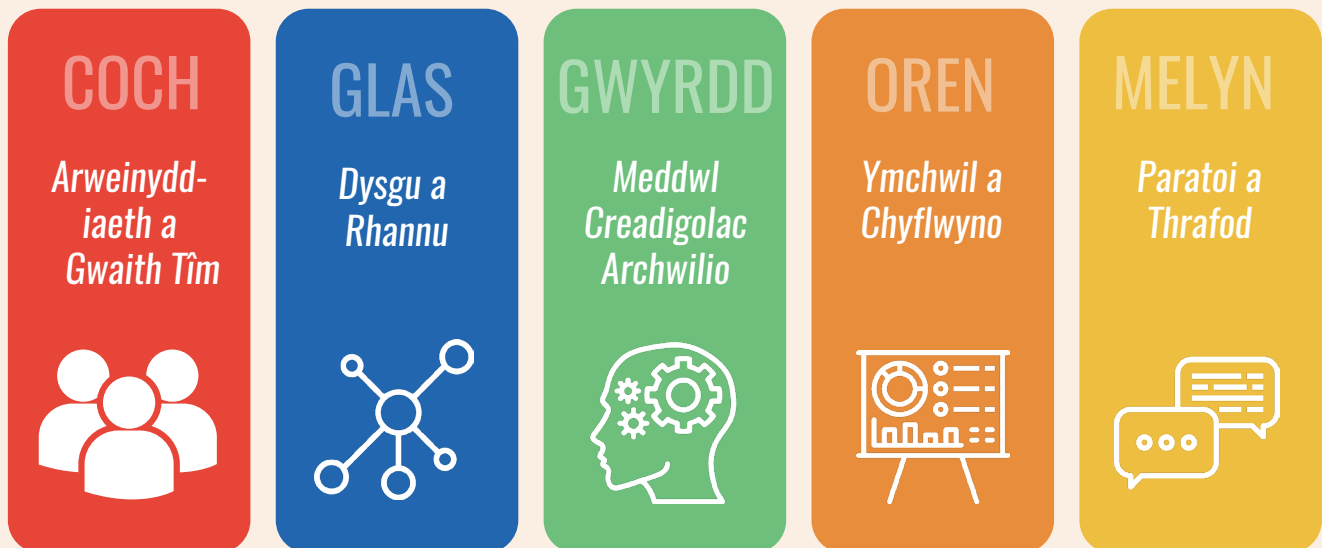 COCH
Arweinydd-
iaeth a
Gwaith Tîm
GLAS
Dysgu a
Rhannu
GWYRDD
Meddwl
Creadigolac
Archwilio
OREN
Ymchwil a
Chyflwyno
MELYN
Paratoi a
Thrafod